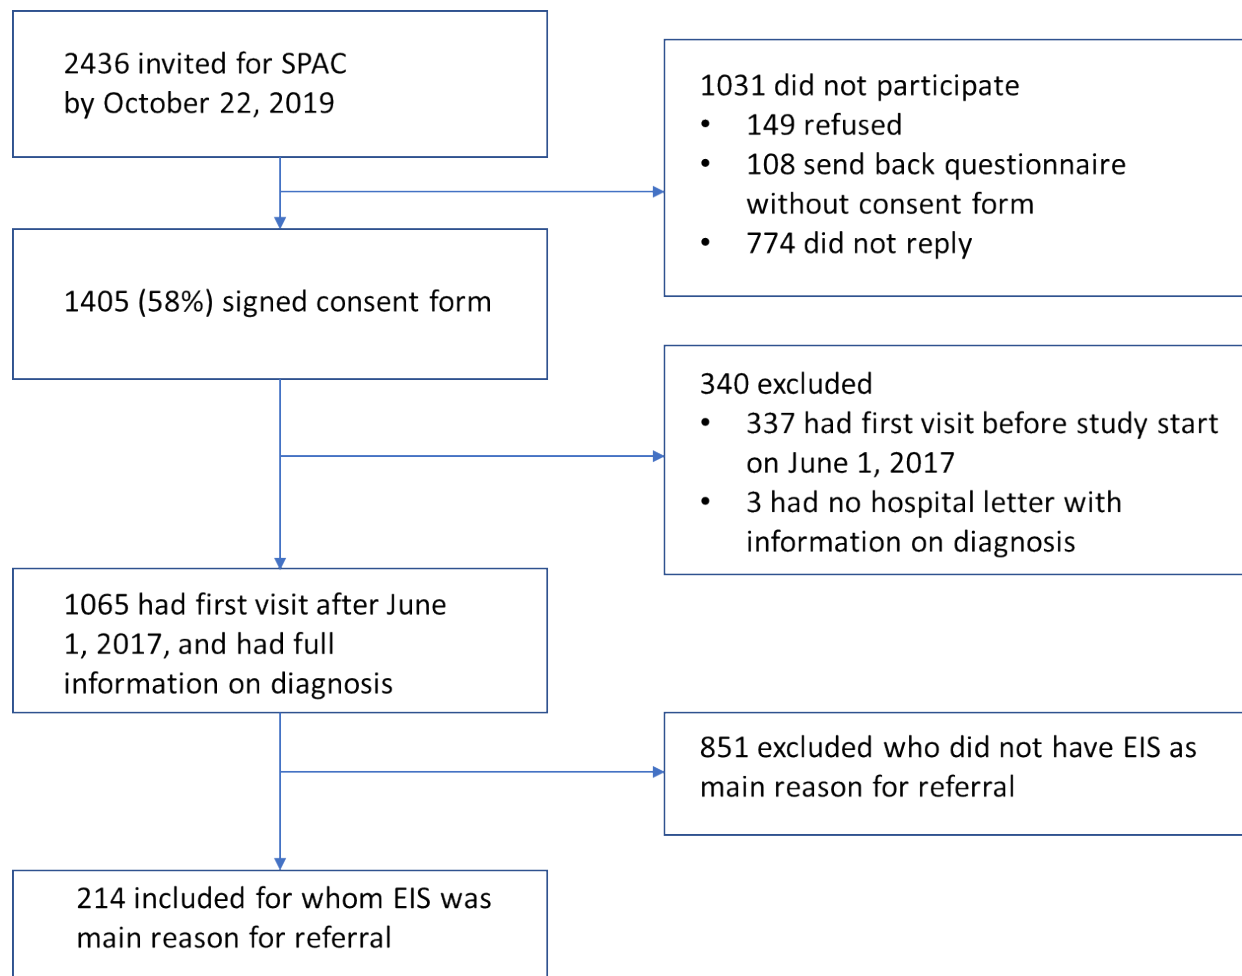 2436 invited for SPAC
by October 22, 2019
1031 did not participate
• 149 refused
• 108 send back questionnaire
without consent form
• 774 did not reply
1405 (58%) signed consent form
340 excluded
• 337 had first visit before study start
on June 1, 2017
• 3 had no hospital letter with
information on diagnosis
1065 had first visit after June
1, 2017, and had full
information on diagnosis
851 excluded who did not have EIS as
main reason for referral
214 included for whom EIS was
main reason for referral